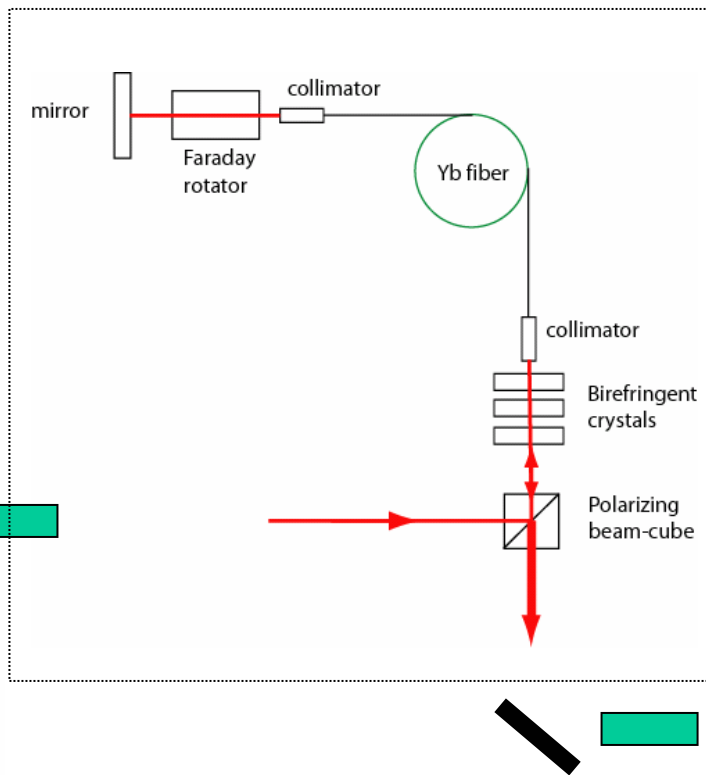 collimator
mirror
Faraday
rotator
Yb fiber
collimator
Birefringent
crystals
Polarizing
beam-cube